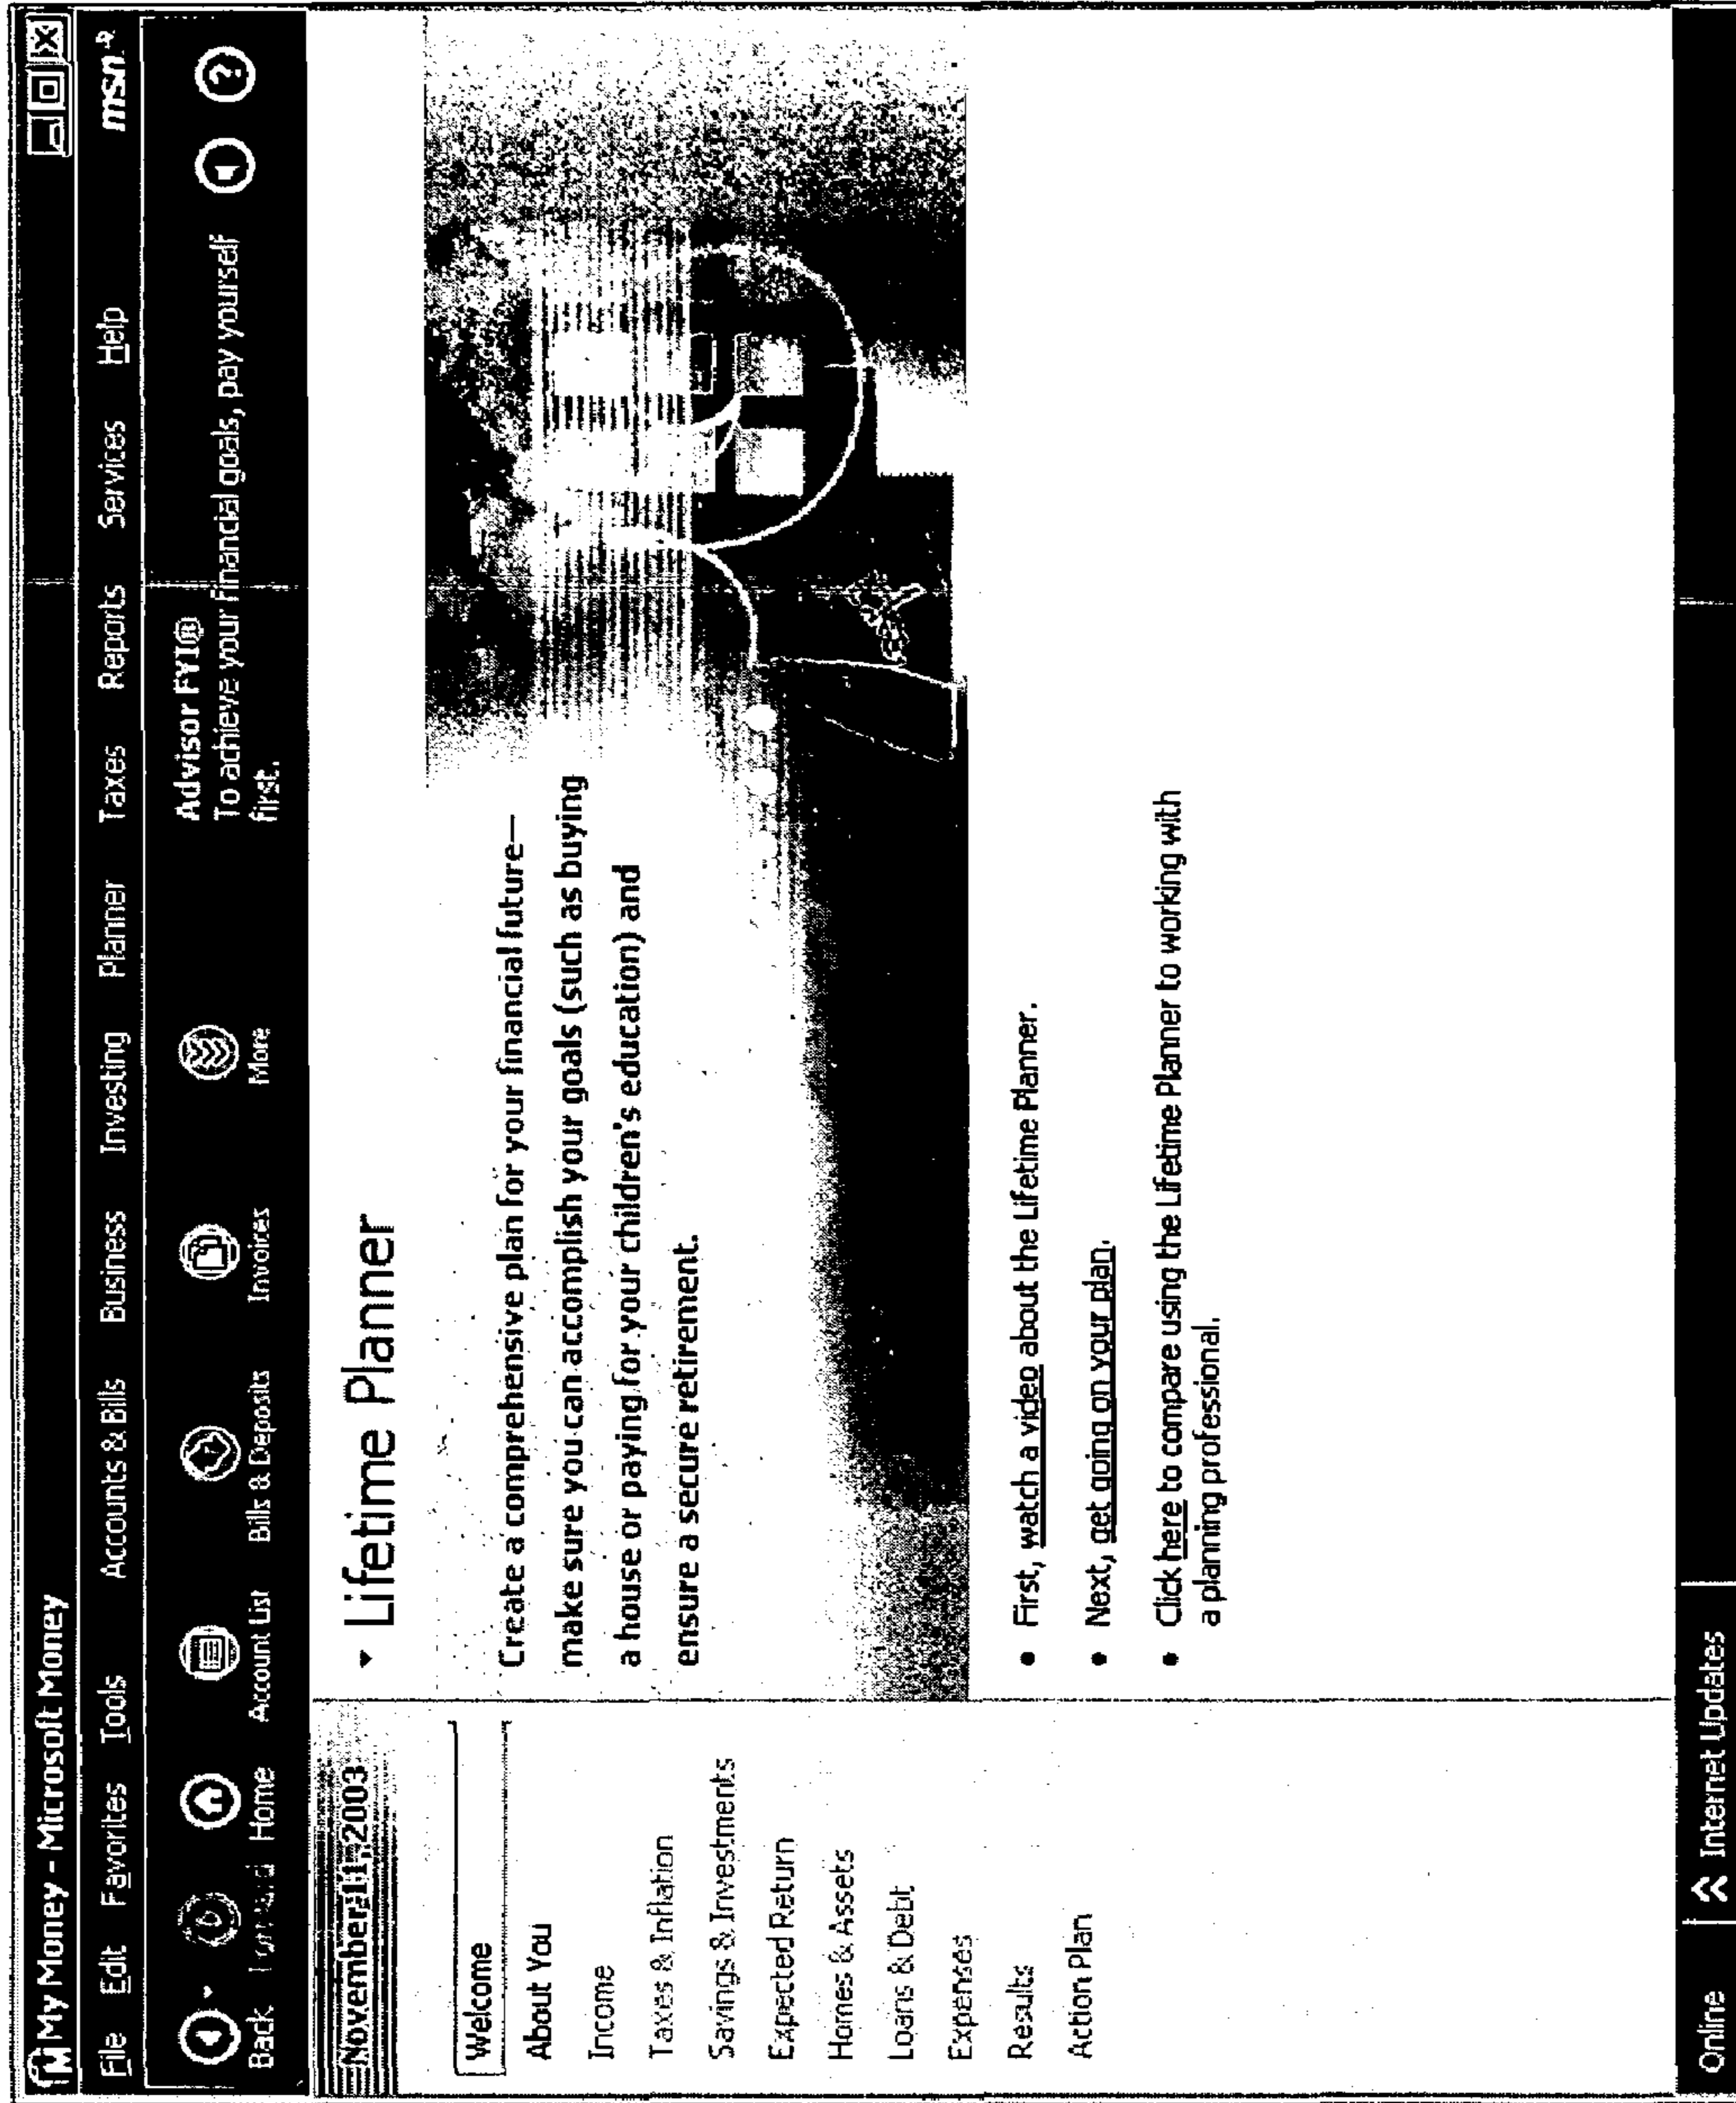 My Money - Microsoft Money
File Edit Favorites Tools Accounts & Bills Business Investing Planner Taxes Reports Services Help msn
Back Forward Home Account List Bills & Deposits Invoices More
Advisor FYI®
To achieve your financial goals, pay yourself
first.
November 11, 2003
Welcome
About You
Income
Taxes & Inflation
Savings & Investments
Expected Return
Homes & Assets
Loans & Debt
Expenses
Results
Action Plan
Lifetime Planner
Create a comprehensive plan for your financial future—
make sure you can accomplish your goals (such as buying
a house or paying for your children's education) and
ensure a secure retirement.
• First, watch a video about the Lifetime Planner.
• Next, get going on your plan.
• Click here to compare using the Lifetime Planner to working with
a planning professional.
Online Internet Updates